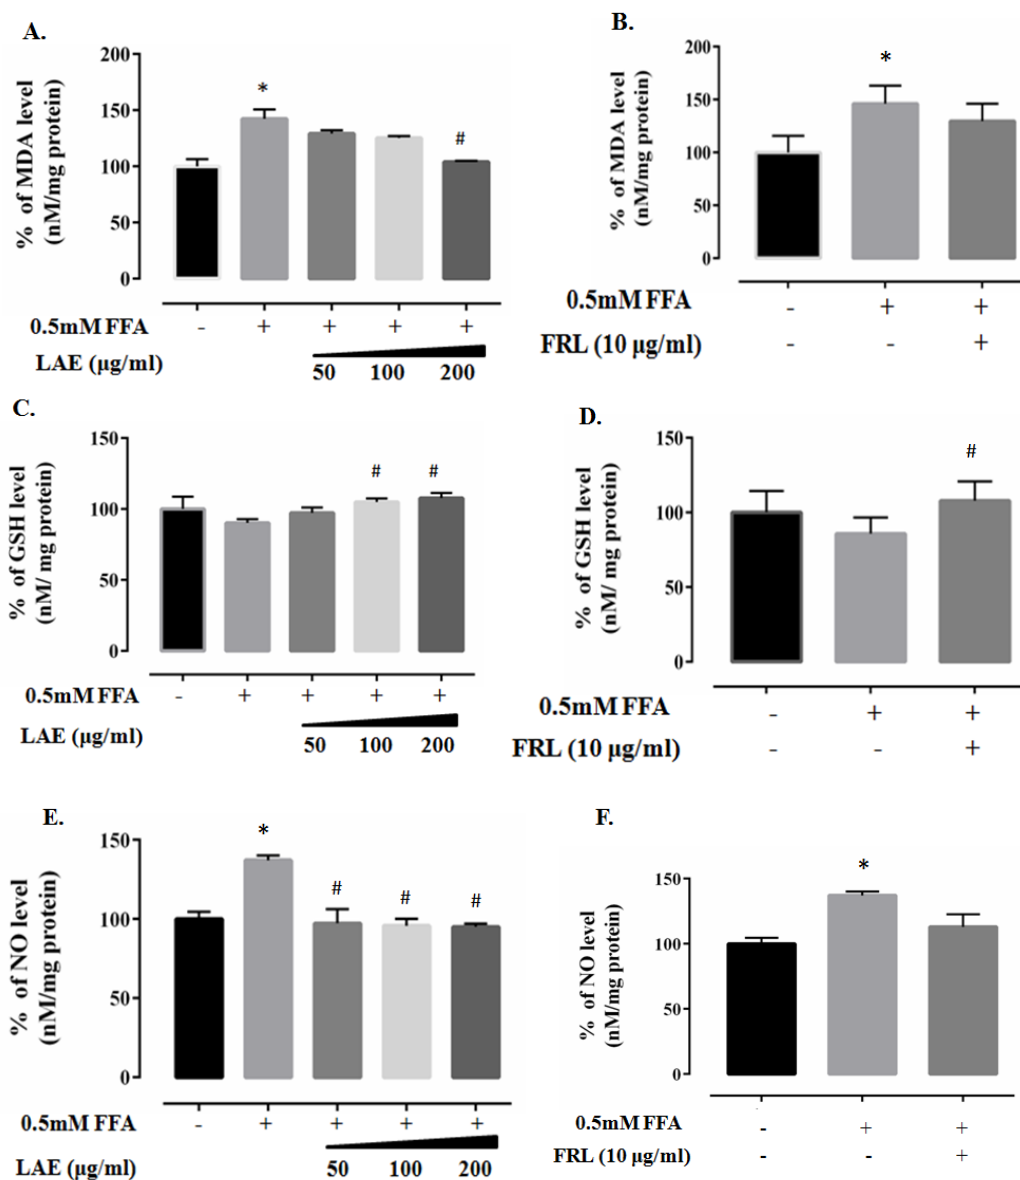 A.
% of MDA level
(nM/mg protein)
200
150
100
50
0
*
#
0.5mM FFA - + + + +
LAE (μg/ml) 50 100 200
B.
% of MDA level
(nM/mg protein)
200
150
100
50
0
*
0.5mM FFA - + +
FRL (10 μg/ml) - - +
C.
% of GSH level
(nM/ mg protein)
150
100
50
0
# #
0.5mM FFA - + + + +
LAE (μg/ml) 50 100 200
D.
% of GSH level
(nM/ mg protein)
150
100
50
0
#
0.5mM FFA - + +
FRL (10 μg/ml) - - +
E.
% of NO level
(nM/mg protein)
150
100
50
0
*
# # #
0.5mM FFA - + + + +
LAE (μg/ml) 50 100 200
F.
% of NO level
(nM/mg protein)
150
100
50
0
*
0.5mM FFA - + +
FRL (10 μg/ml) - - +